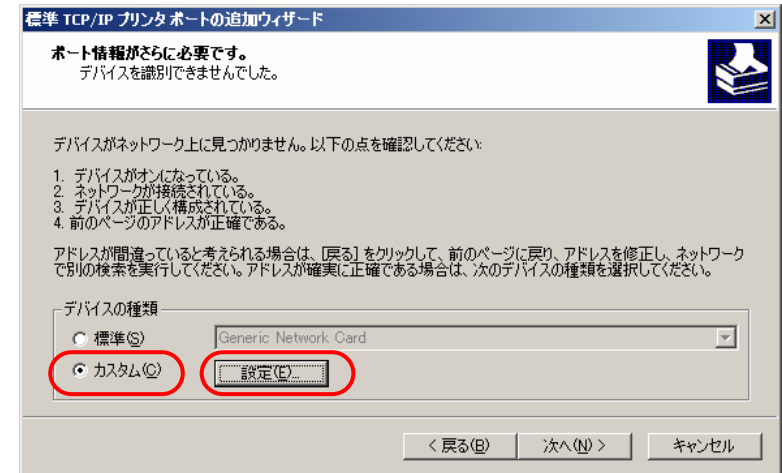 標準 TCP/IP プリンタ ポートの追加ウィザード
ポート情報がさらに必要です。
デバイスを識別できませんでした。
デバイスがネットワーク上に見つかりません。以下の点を確認してください:
1. デバイスがオンになっている。
2. ネットワークが接続されている。
3. デバイスが正しく構成されている。
4. 前のページのアドレスが正確である。
アドレスが間違っていると考えられる場合は、[戻る] をクリックして、前のページに戻り、アドレスを修正し、ネットワーク
で別の検索を実行してください。アドレスが確実に正確である場合は、次のデバイスの種類を選択してください。
デバイスの種類
標準(S) Generic Network Card
カスタム(C) 設定(E)...
< 戻る(B) 次へ(N) > キャンセル